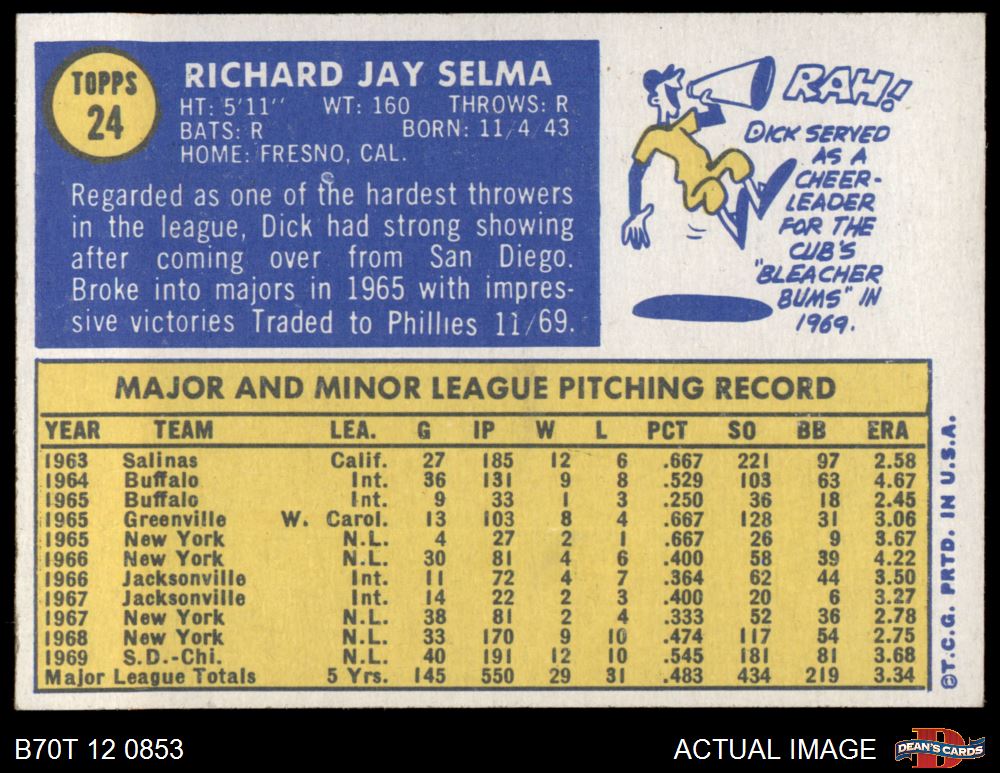 TOPPS
24
RICHARD JAY SELMA
HT: 5'11" WT: 160 THROWS: R
BATS: R BORN: 11/4/43
HOME: FRESNO, CAL.
Regarded as one of the hardest throwers
in the league, Dick had strong showing
after coming over from San Diego.
Broke into majors in 1965 with impres-
sive victories Traded to Phillies 11/69.
RAH!
DICK SERVED
AS A
CHEER-
LEADER
FOR THE
CUB'S
"BLEACHER
BUMS" IN
1969.
MAJOR AND MINOR LEAGUE PITCHING RECORD
YEAR TEAM LEA. G IP W L PCT SO BB ERA
1963 Salinas Calif. 27 185 12 6 .667 221 97 2.58
1964 Buffalo Int. 36 131 9 8 .529 103 63 4.67
1965 Buffalo Int. 9 33 1 3 .250 36 18 2.45
1965 Greenville W. Carol. 13 103 8 4 .667 128 31 3.06
1965 New York N.L. 4 27 2 1 .667 26 9 3.67
1966 New York N.L. 30 81 4 6 .400 58 39 4.22
1966 Jacksonville Int. 11 72 4 7 .364 62 44 3.50
1967 Jacksonville Int. 14 22 2 3 .400 20 6 3.27
1967 New York N.L. 38 81 2 4 .333 52 36 2.78
1968 New York N.L. 33 170 9 10 .474 117 54 2.75
1969 S.D.-Chi. N.L. 40 191 12 10 .545 181 81 3.68
Major League Totals 5 Yrs. 145 550 29 31 .483 434 219 3.34
©T.C.G. PRTD. IN U.S.A.
B70T 12 0853
ACTUAL IMAGE
DEAN'S CARDS